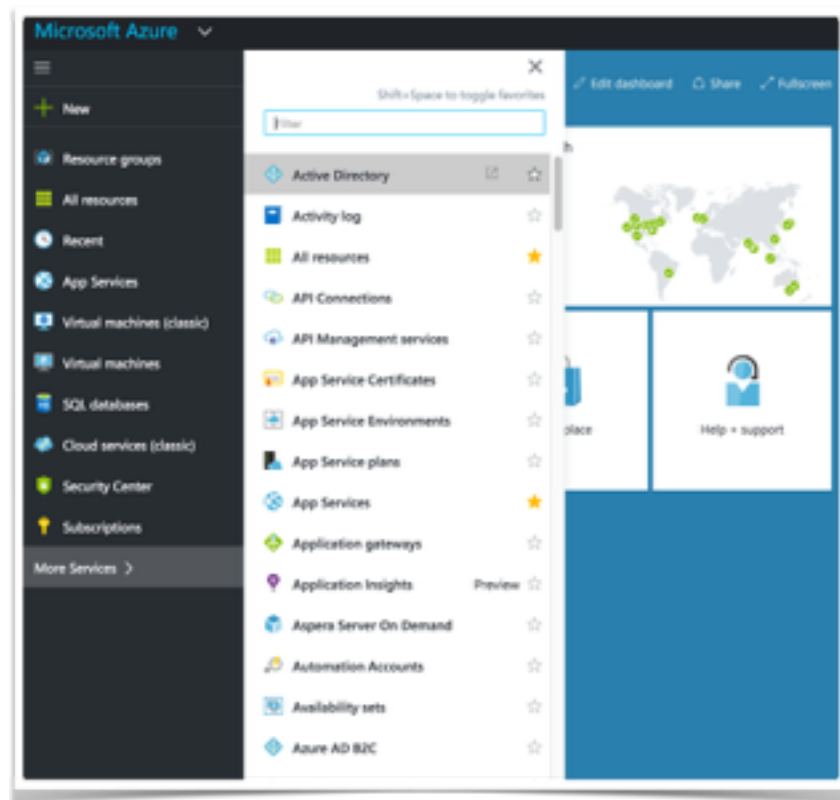 Microsoft Azure
New
Resource groups
All resources
Recent
App Services
Virtual machines (classic)
Virtual machines
SQL databases
Cloud services (classic)
Security Center
Subscriptions
More Services >
Shift+Space to toggle favorites
Filter
Active Directory
Activity log
All resources
API Connections
API Management services
App Service Certificates
App Service Environments
App Service plans
App Services
Application gateways
Application Insights Preview
Aspera Server On Demand
Automation Accounts
Availability sets
Azure AD B2C
Edit dashboard Share Fullscreen
h
place
Help + support